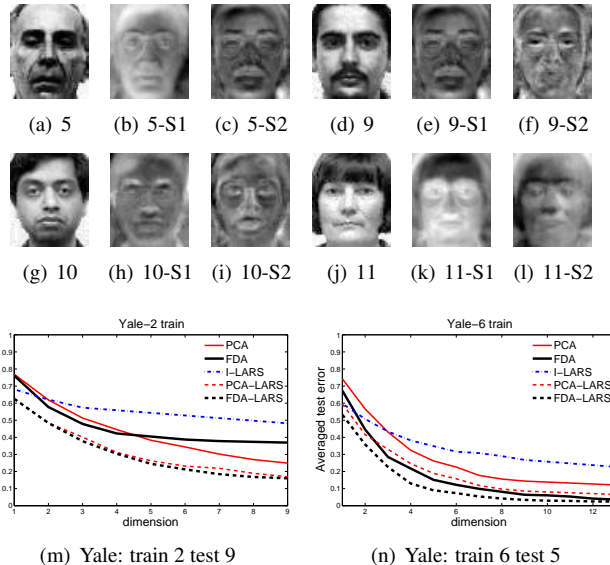 (a) 5 (b) 5-S1 (c) 5-S2 (d) 9 (e) 9-S1 (f) 9-S2
(g) 10 (h) 10-S1 (i) 10-S2 (j) 11 (k) 11-S1 (l) 11-S2
Yale-2 train
1
0.9
0.8
0.7
0.6
0.5
0.4
0.3
0.2
0.1
0
1 2 3 4 5 6 7 8 9
dimension
PCA
FDA
I-LARS
PCA-LARS
FDA-LARS
(m) Yale: train 2 test 9
Yale-6 train
Averaged test error
1
0.9
0.8
0.7
0.6
0.5
0.4
0.3
0.2
0.1
0
2 4 6 8 10 12
dimension
PCA
FDA
I-LARS
PCA-LARS
FDA-LARS
(n) Yale: train 6 test 5